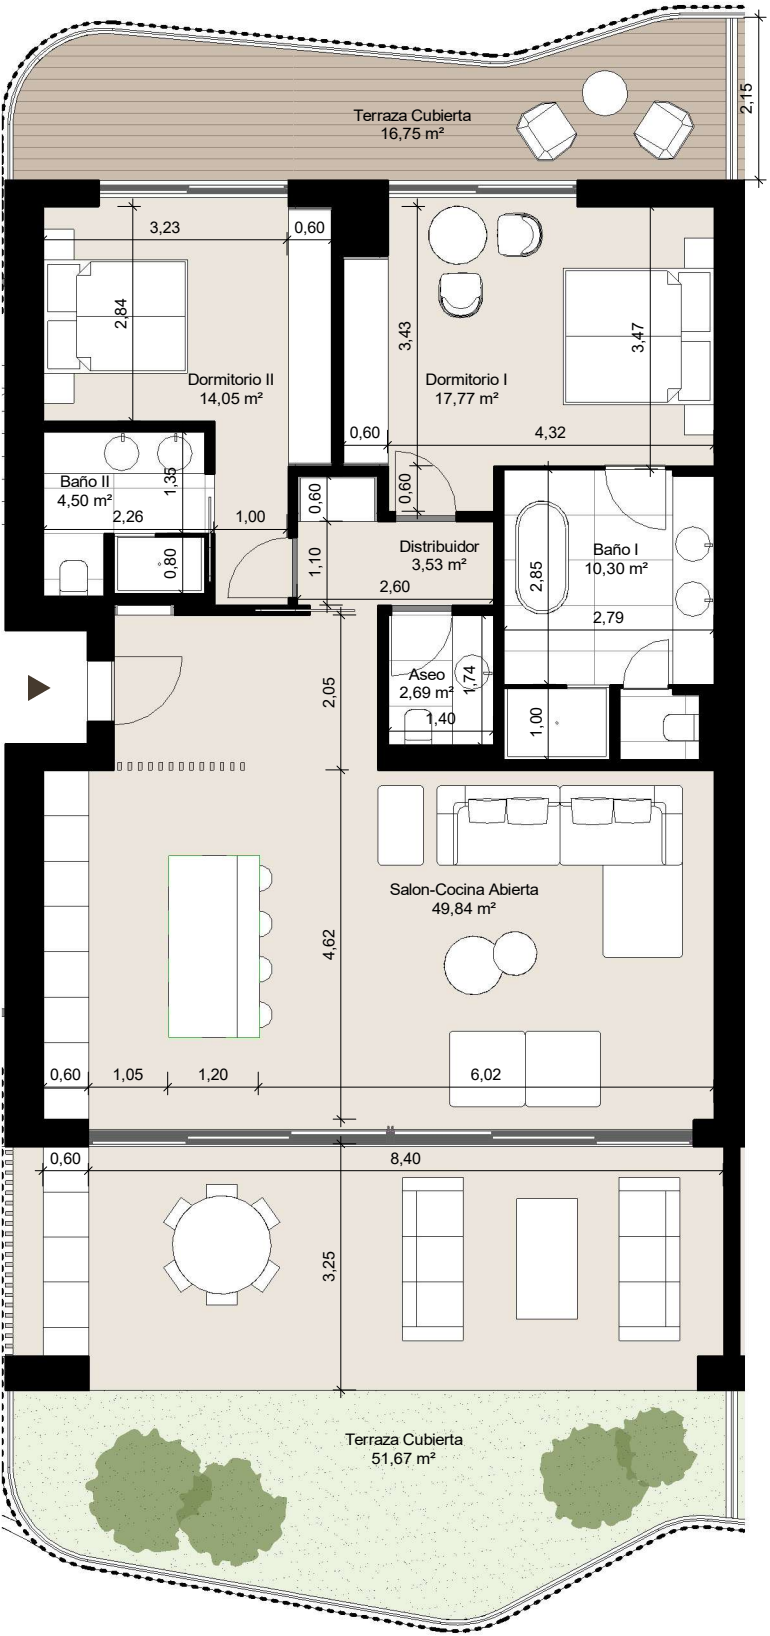 Terraza Cubierta
16,75 m²
2,15
3,23
0,60
2,84
3,43
3,47
Dormitorio II
14,05 m²
Dormitorio I
17,77 m²
0,60
4,32
Baño II
4,50 m²
1,35
2,26
1,00
0,60
0,60
0,80
1,10
Distribuidor
3,53 m²
2,60
Baño I
10,30 m²
2,85
2,79
2,05
Aseo
2,69 m²
1,74
1,40
1,00
Salon-Cocina Abierta
49,84 m²
4,62
0,60
1,05
1,20
6,02
0,60
8,40
3,25
Terraza Cubierta
51,67 m²